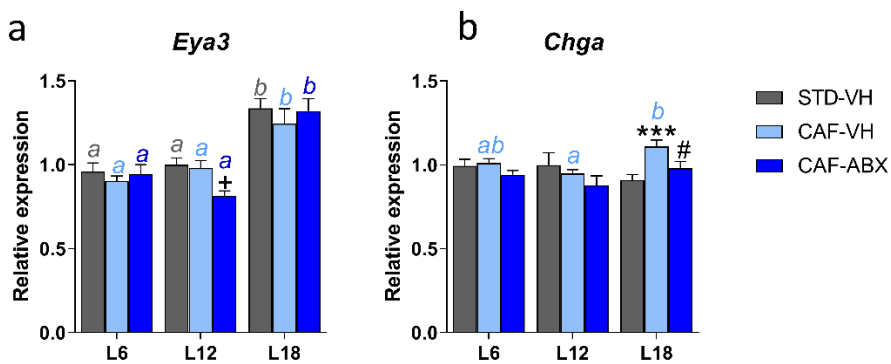 a
Eya3
Relative expression
1.5
1.0
0.5
0.0
a a a
a a a
+
b b b
L6 L12 L18
b
Chga
Relative expression
1.5
1.0
0.5
0.0
ab
a
b
***
#
L6 L12 L18
STD-VH
CAF-VH
CAF-ABX